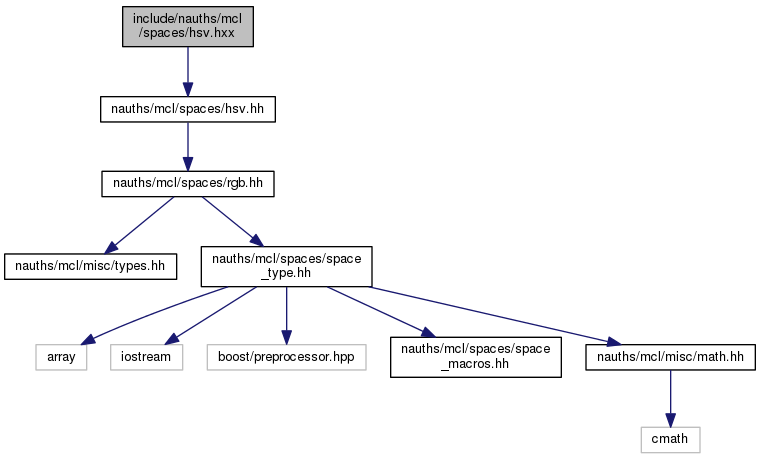 include/nauths/mcl
/spaces/hsv.hxx
nauths/mcl/spaces/hsv.hh
nauths/mcl/spaces/rgb.hh
nauths/mcl/misc/types.hh
nauths/mcl/spaces/space
_type.hh
array
iostream
boost/preprocessor.hpp
nauths/mcl/spaces/space
_macros.hh
nauths/mcl/misc/math.hh
cmath